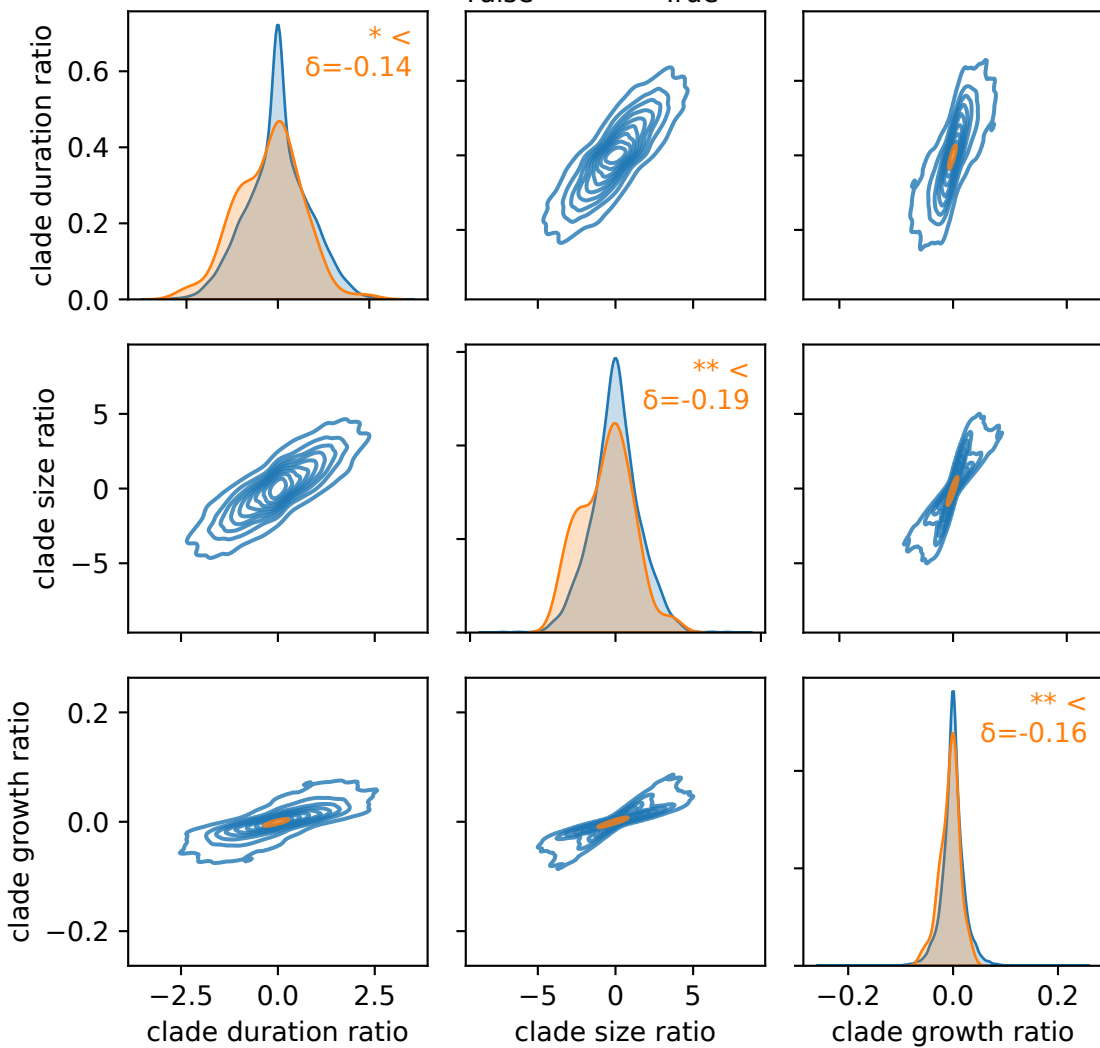 clade duration ratio
0.6
0.4
0.2
0.0
* <
δ=-0.14
clade size ratio
5
0
−5
** <
δ=-0.19
clade growth ratio
0.2
0.0
−0.2
** <
δ=-0.16
−2.5 0.0 2.5
−5 0 5
−0.2 0.0 0.2
clade duration ratio
clade size ratio
clade growth ratio